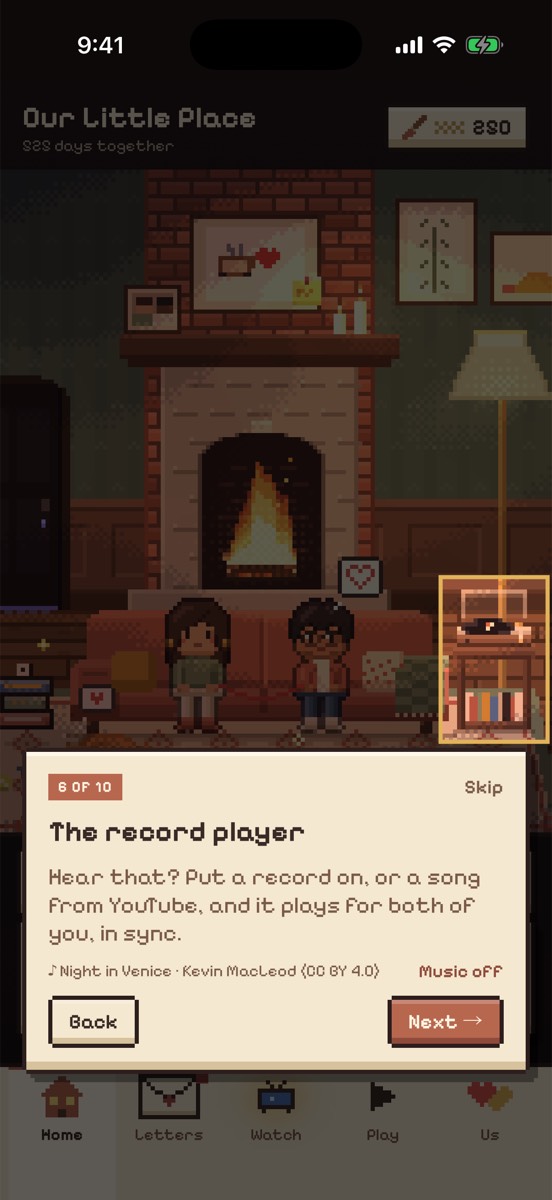 9:41
Our Little Place
880
828 days together
6 OF 10
Skip
The record player
Hear that? Put a record on, or a song
from YouTube, and it plays for both of
you, in sync.
♪ Night in Venice · Kevin MacLeod (CC BY 4.0)
Music off
Back
Next →
Home
Letters
Watch
Play
Us